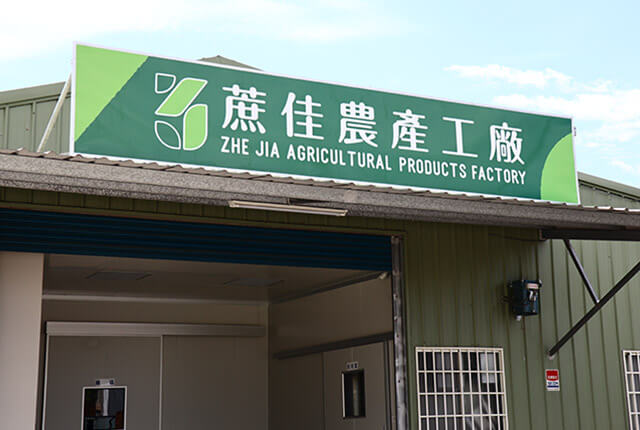 蔗佳農產工廠
ZHE JIA AGRICULTURAL PRODUCTS FACTORY